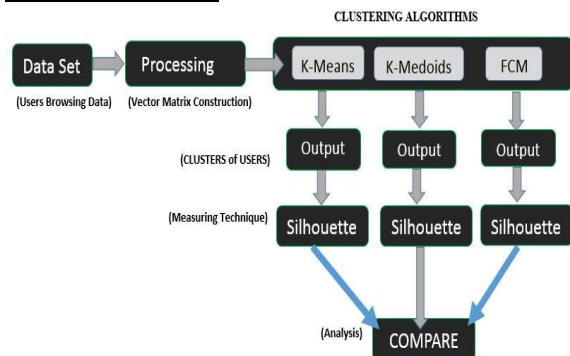 CLUSTERING ALGORITHMS
Data Set
Processing
K-Means
K-Medoids
FCM
(Users Browsing Data)
(Vector Matrix Construction)
(CLUSTERS of USERS)
Output
Output
Output
(Measuring Technique)
Silhouette
Silhouette
Silhouette
(Analysis)
COMPARE